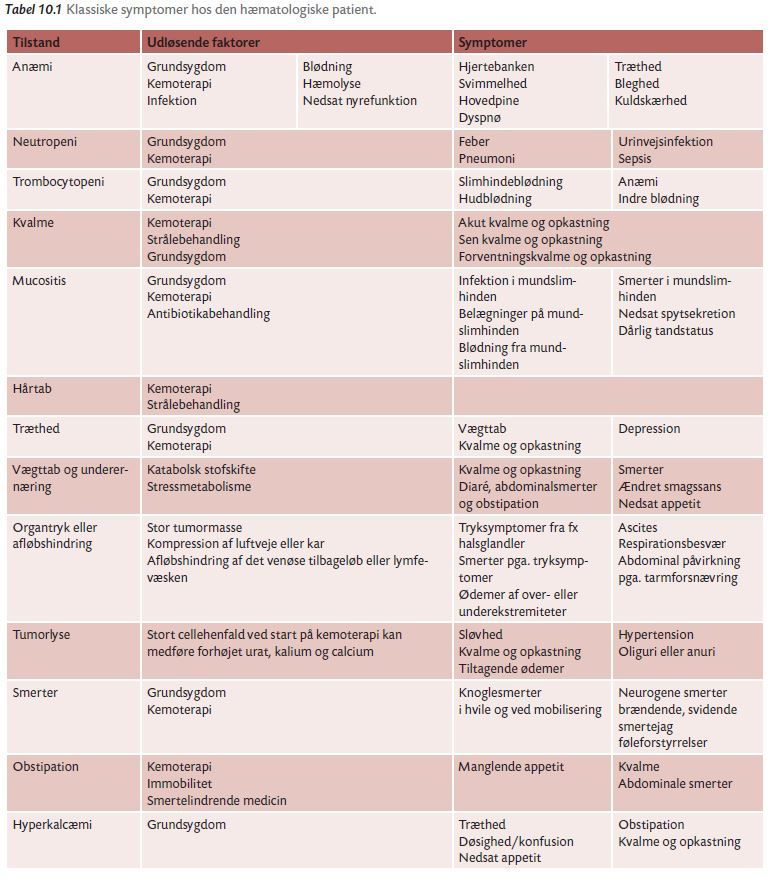 Tabel 10.1 Klassiske symptomer hos den hæmatologiske patient.
Tilstand Udløsende faktorer Symptomer
Anæmi Grundsygdom Blødning Hjertebanken Træthed
Kemoterapi Hæmolyse Svimmelhed Bleghed
Infektion Nedsat nyrefunktion Hovedpine Kuldskærhed
Dyspnø
Neutropeni Grundsygdom Feber Urinvejsinfektion
Kemoterapi Pneumoni Sepsis
Trombocytopeni Grundsygdom Slimhindeblødning Anæmi
Kemoterapi Hudblødning Indre blødning
Kvalme Kemoterapi Akut kvalme og opkastning
Strålebehandling Sen kvalme og opkastning
Grundsygdom Forventningskvalme og opkastning
Mucositis Grundsygdom Infektion i mundslim- Smerter i mundslim-
Kemoterapi hinden hinden
Antibiotikabehandling Belægninger på mund- Nedsat spytsekretion
slimhinden Dårlig tandstatus
Blødning fra mund-
slimhinden
Hårtab Kemoterapi
Strålebehandling
Træthed Grundsygdom Vægttab Depression
Kemoterapi Kvalme og opkastning
Vægttab og underer- Katabolsk stofskifte Kvalme og opkastning Smerter
næring Stressmetabolisme Diaré, abdominalsmerter Ændret smagssans
og obstipation Nedsat appetit
Organtryk eller Stor tumormasse Tryksymptomer fra fx Ascites
afløbshindring Kompression af luftveje eller kar halsglandler Respirationsbesvær
Afløbshindring af det venøse tilbageløb eller lymfe- Smerter pga. tryksymp- Abdominal påvirkning
væsken tomer pga. tarmforsnævring
Ødemer af over- eller
underekstremiteter
Tumorlyse Stort cellehenfald ved start på kemoterapi kan Sløvhed Hypertension
medføre forhøjet urat, kalium og calcium Kvalme og opkastning Oliguri eller anuri
Tiltagende ødemer
Smerter Grundsygdom Knoglesmerter Neurogene smerter
Kemoterapi i hvile og ved mobilisering brændende, svidende
smertejag
føleforstyrrelser
Obstipation Kemoterapi Manglende appetit Kvalme
Immobilitet Abdominale smerter
Smertelindrende medicin
Hyperkalcæmi Grundsygdom Træthed Obstipation
Døsighed/konfusion Kvalme og opkastning
Nedsat appetit